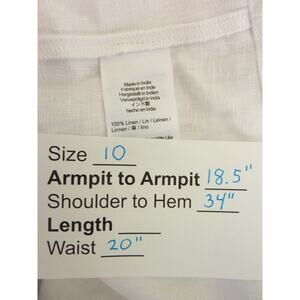 Made in India
Fabriqué en Inde
Hergestellt in Indien
Vervaardigd in India
インド製
hecho en India
100% Linen / Lin / Leinen /
Linnen / 麻 / lino
Size 10
Armpit to Armpit 18.5"
Shoulder to Hem 34"
Length
Waist 20"